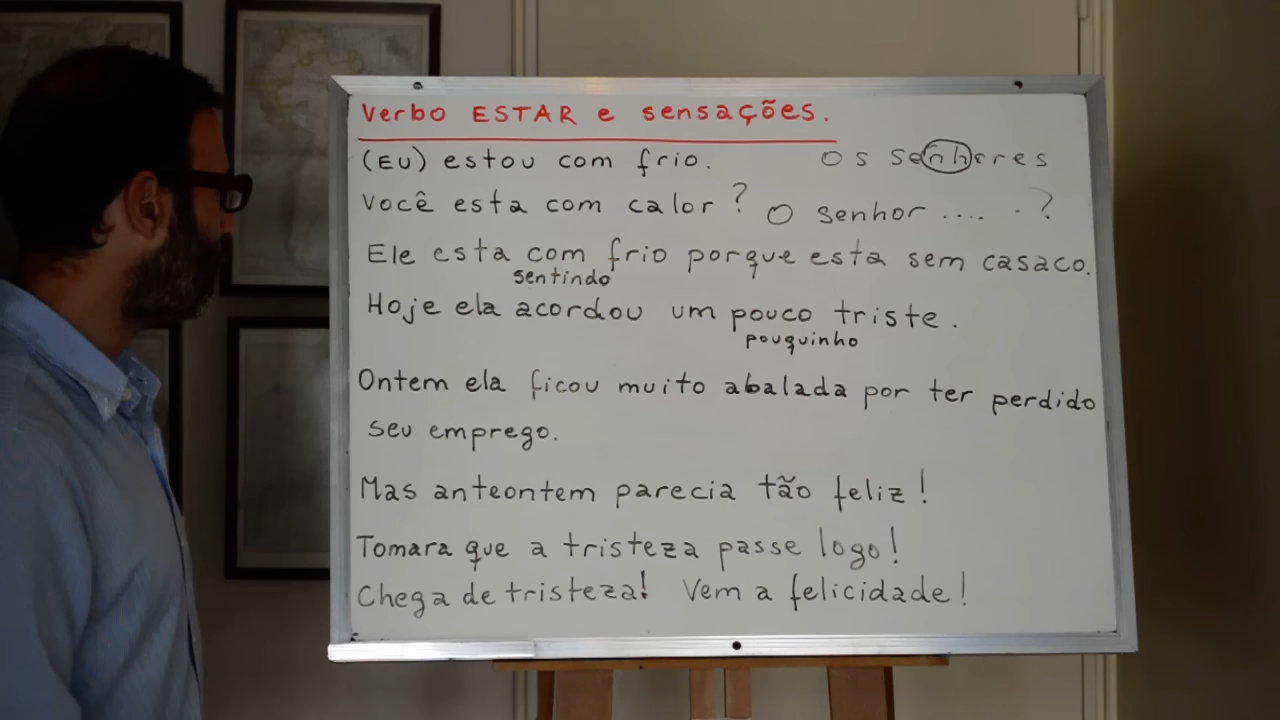 Verbo ESTAR e sensações.
(EU) estou com frio. Os senhores
Você esta com calor? O senhor .... . ?
Ele esta com frio porque esta sem casaco.
sentindo
Hoje ela acordou um pouco triste.
pouquinho
Ontem ela ficou muito abalada por ter perdido
seu emprego.
Mas anteontem parecia tão feliz!
Tomara que a tristeza passe logo!
Chega de tristeza! Vem a felicidade!